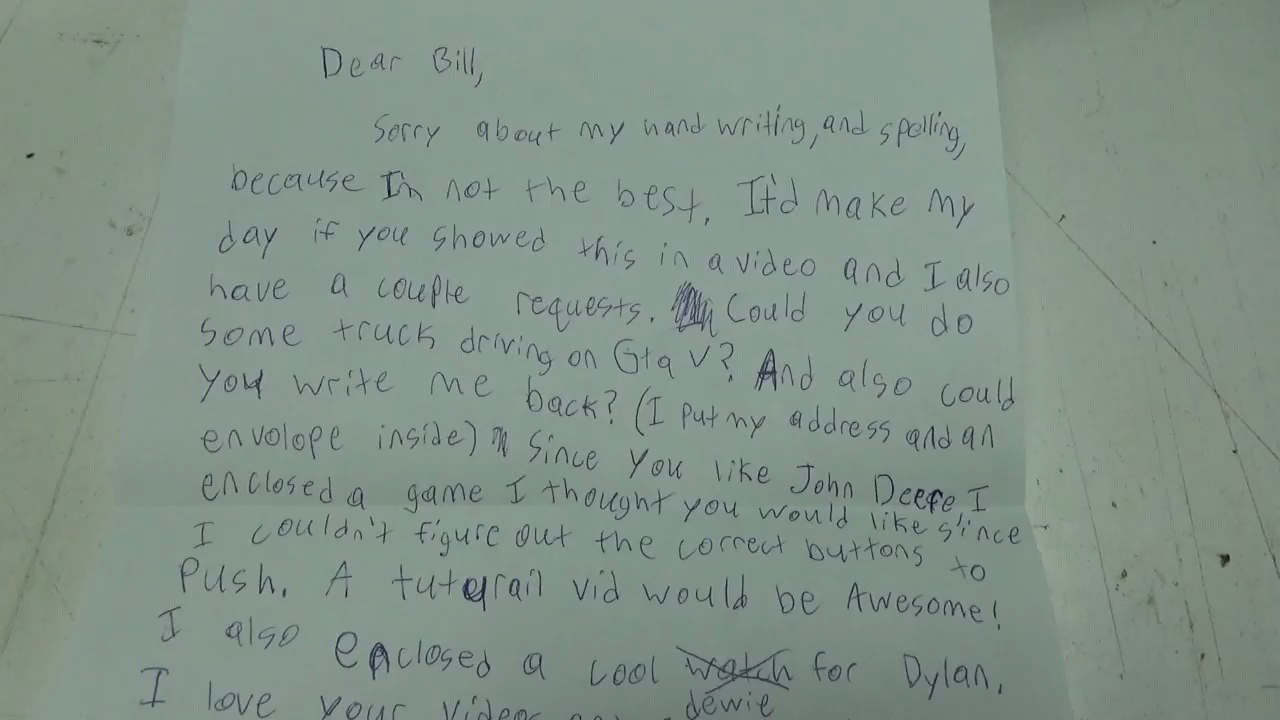 Dear Bill,
Sorry about my hand writing, and spelling,
because I'm not the best. It'd make my
day if you showed this in a video and I also
have a couple requests. Could you do
some truck driving on Gta V? And also could
you write me back? (I put my address and an
envolope inside) Since you like John Deere I
enclosed a game I thought you would like since
I couldn't figure out the correct buttons to
Push. A tutorail vid would be Awesome!
I also enclosed a cool watch for Dylan.
dewie
I love your videos